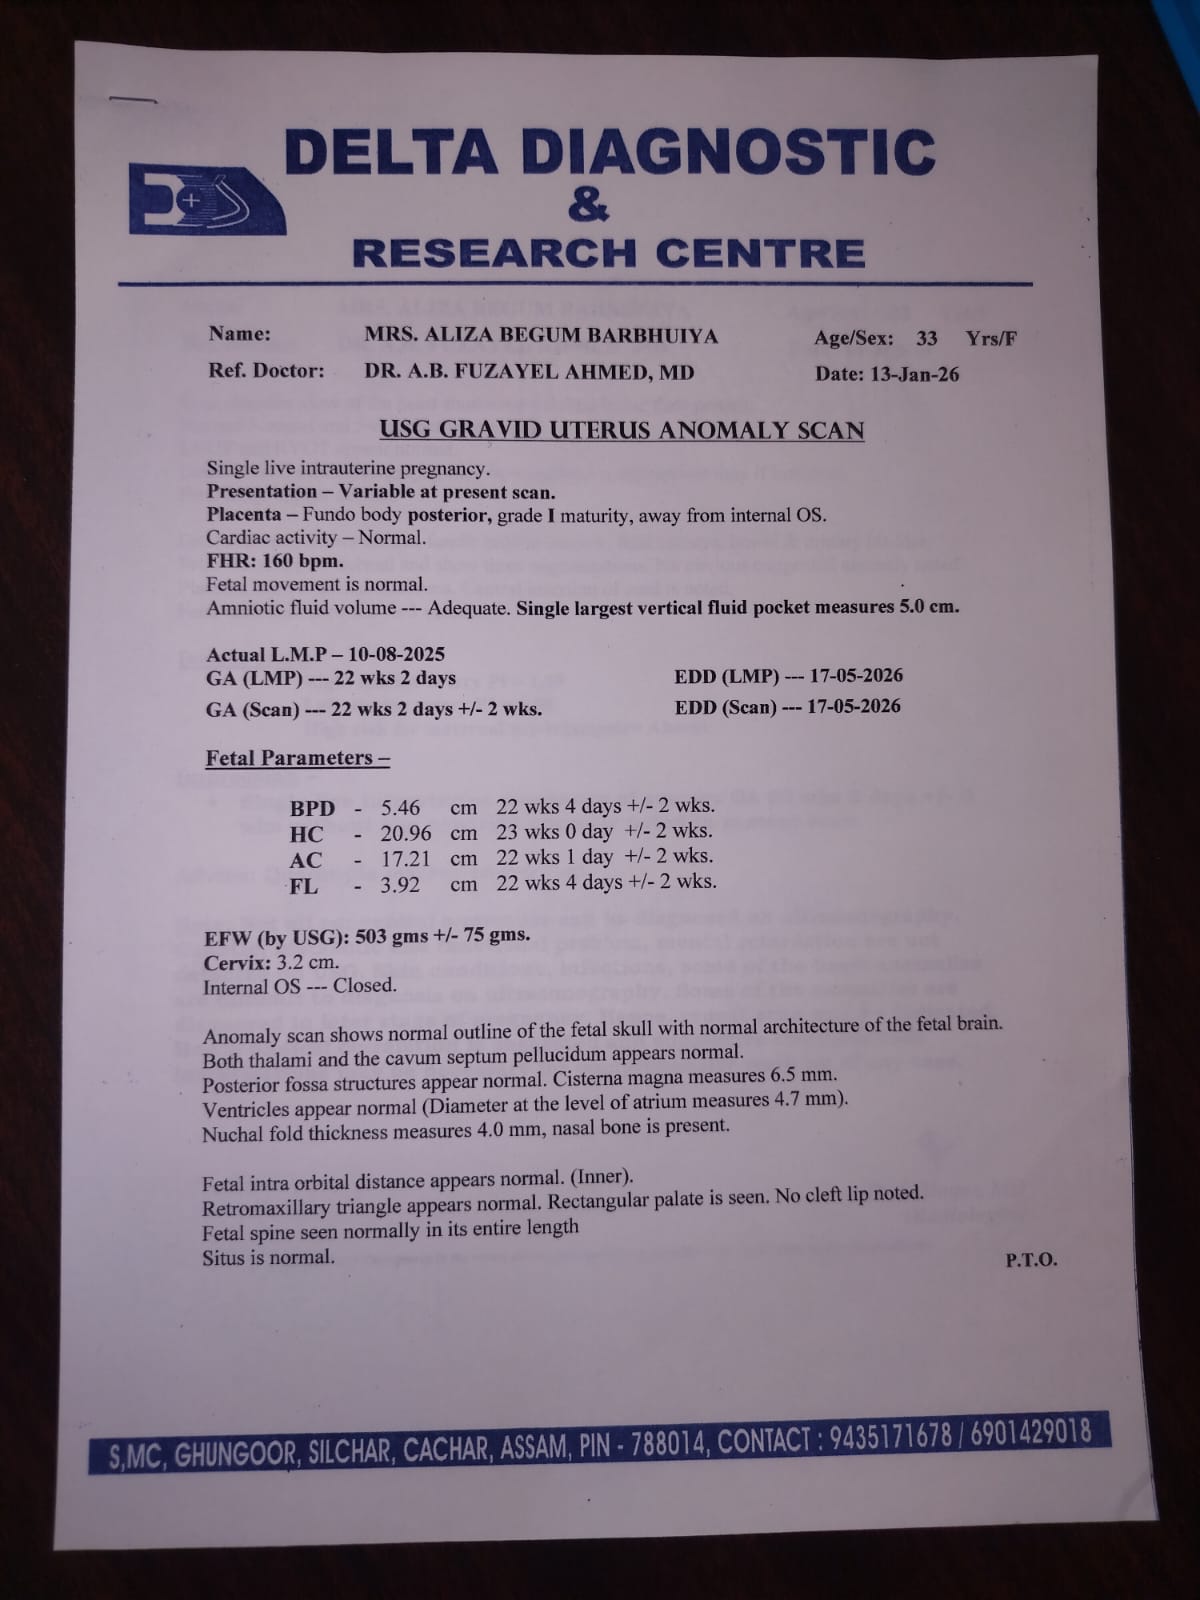 DELTA DIAGNOSTIC
&
RESEARCH CENTRE
Name: MRS. ALIZA BEGUM BARBHUIYA Age/Sex: 33 Yrs/F
Ref. Doctor: DR. A.B. FUZAYEL AHMED, MD Date: 13-Jan-26
USG GRAVID UTERUS ANOMALY SCAN
Single live intrauterine pregnancy.
Presentation – Variable at present scan.
Placenta – Fundo body posterior, grade I maturity, away from internal OS.
Cardiac activity – Normal.
FHR: 160 bpm.
Fetal movement is normal.
Amniotic fluid volume --- Adequate. Single largest vertical fluid pocket measures 5.0 cm.
Actual L.M.P – 10-08-2025
GA (LMP) --- 22 wks 2 days EDD (LMP) --- 17-05-2026
GA (Scan) --- 22 wks 2 days +/- 2 wks. EDD (Scan) --- 17-05-2026
Fetal Parameters –
BPD - 5.46 cm 22 wks 4 days +/- 2 wks.
HC - 20.96 cm 23 wks 0 day +/- 2 wks.
AC - 17.21 cm 22 wks 1 day +/- 2 wks.
FL - 3.92 cm 22 wks 4 days +/- 2 wks.
EFW (by USG): 503 gms +/- 75 gms.
Cervix: 3.2 cm.
Internal OS --- Closed.
Anomaly scan shows normal outline of the fetal skull with normal architecture of the fetal brain.
Both thalami and the cavum septum pellucidum appears normal.
Posterior fossa structures appear normal. Cisterna magna measures 6.5 mm.
Ventricles appear normal (Diameter at the level of atrium measures 4.7 mm).
Nuchal fold thickness measures 4.0 mm, nasal bone is present.
Fetal intra orbital distance appears normal. (Inner).
Retromaxillary triangle appears normal. Rectangular palate is seen. No cleft lip noted.
Fetal spine seen normally in its entire length
Situs is normal.
P.T.O.
S,MC, GHUNGOOR, SILCHAR, CACHAR, ASSAM, PIN - 788014, CONTACT : 9435171678 / 6901429018